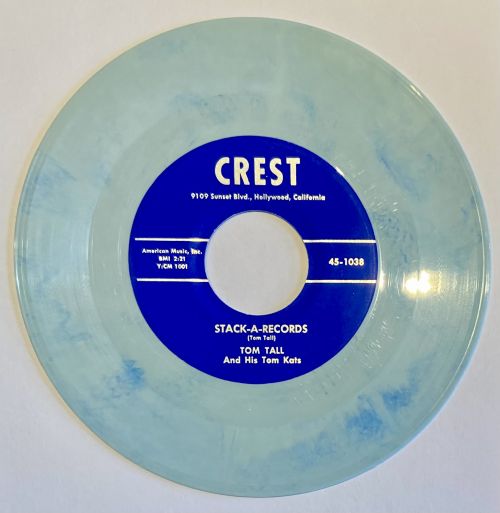 CREST
9109 Sunset Blvd., Hollywood, California
American Music, Inc.
BMI 2:21
Y:CM 1001
45-1038
STACK-A-RECORDS
(Tom Tall)
TOM TALL
And His Tom Kats